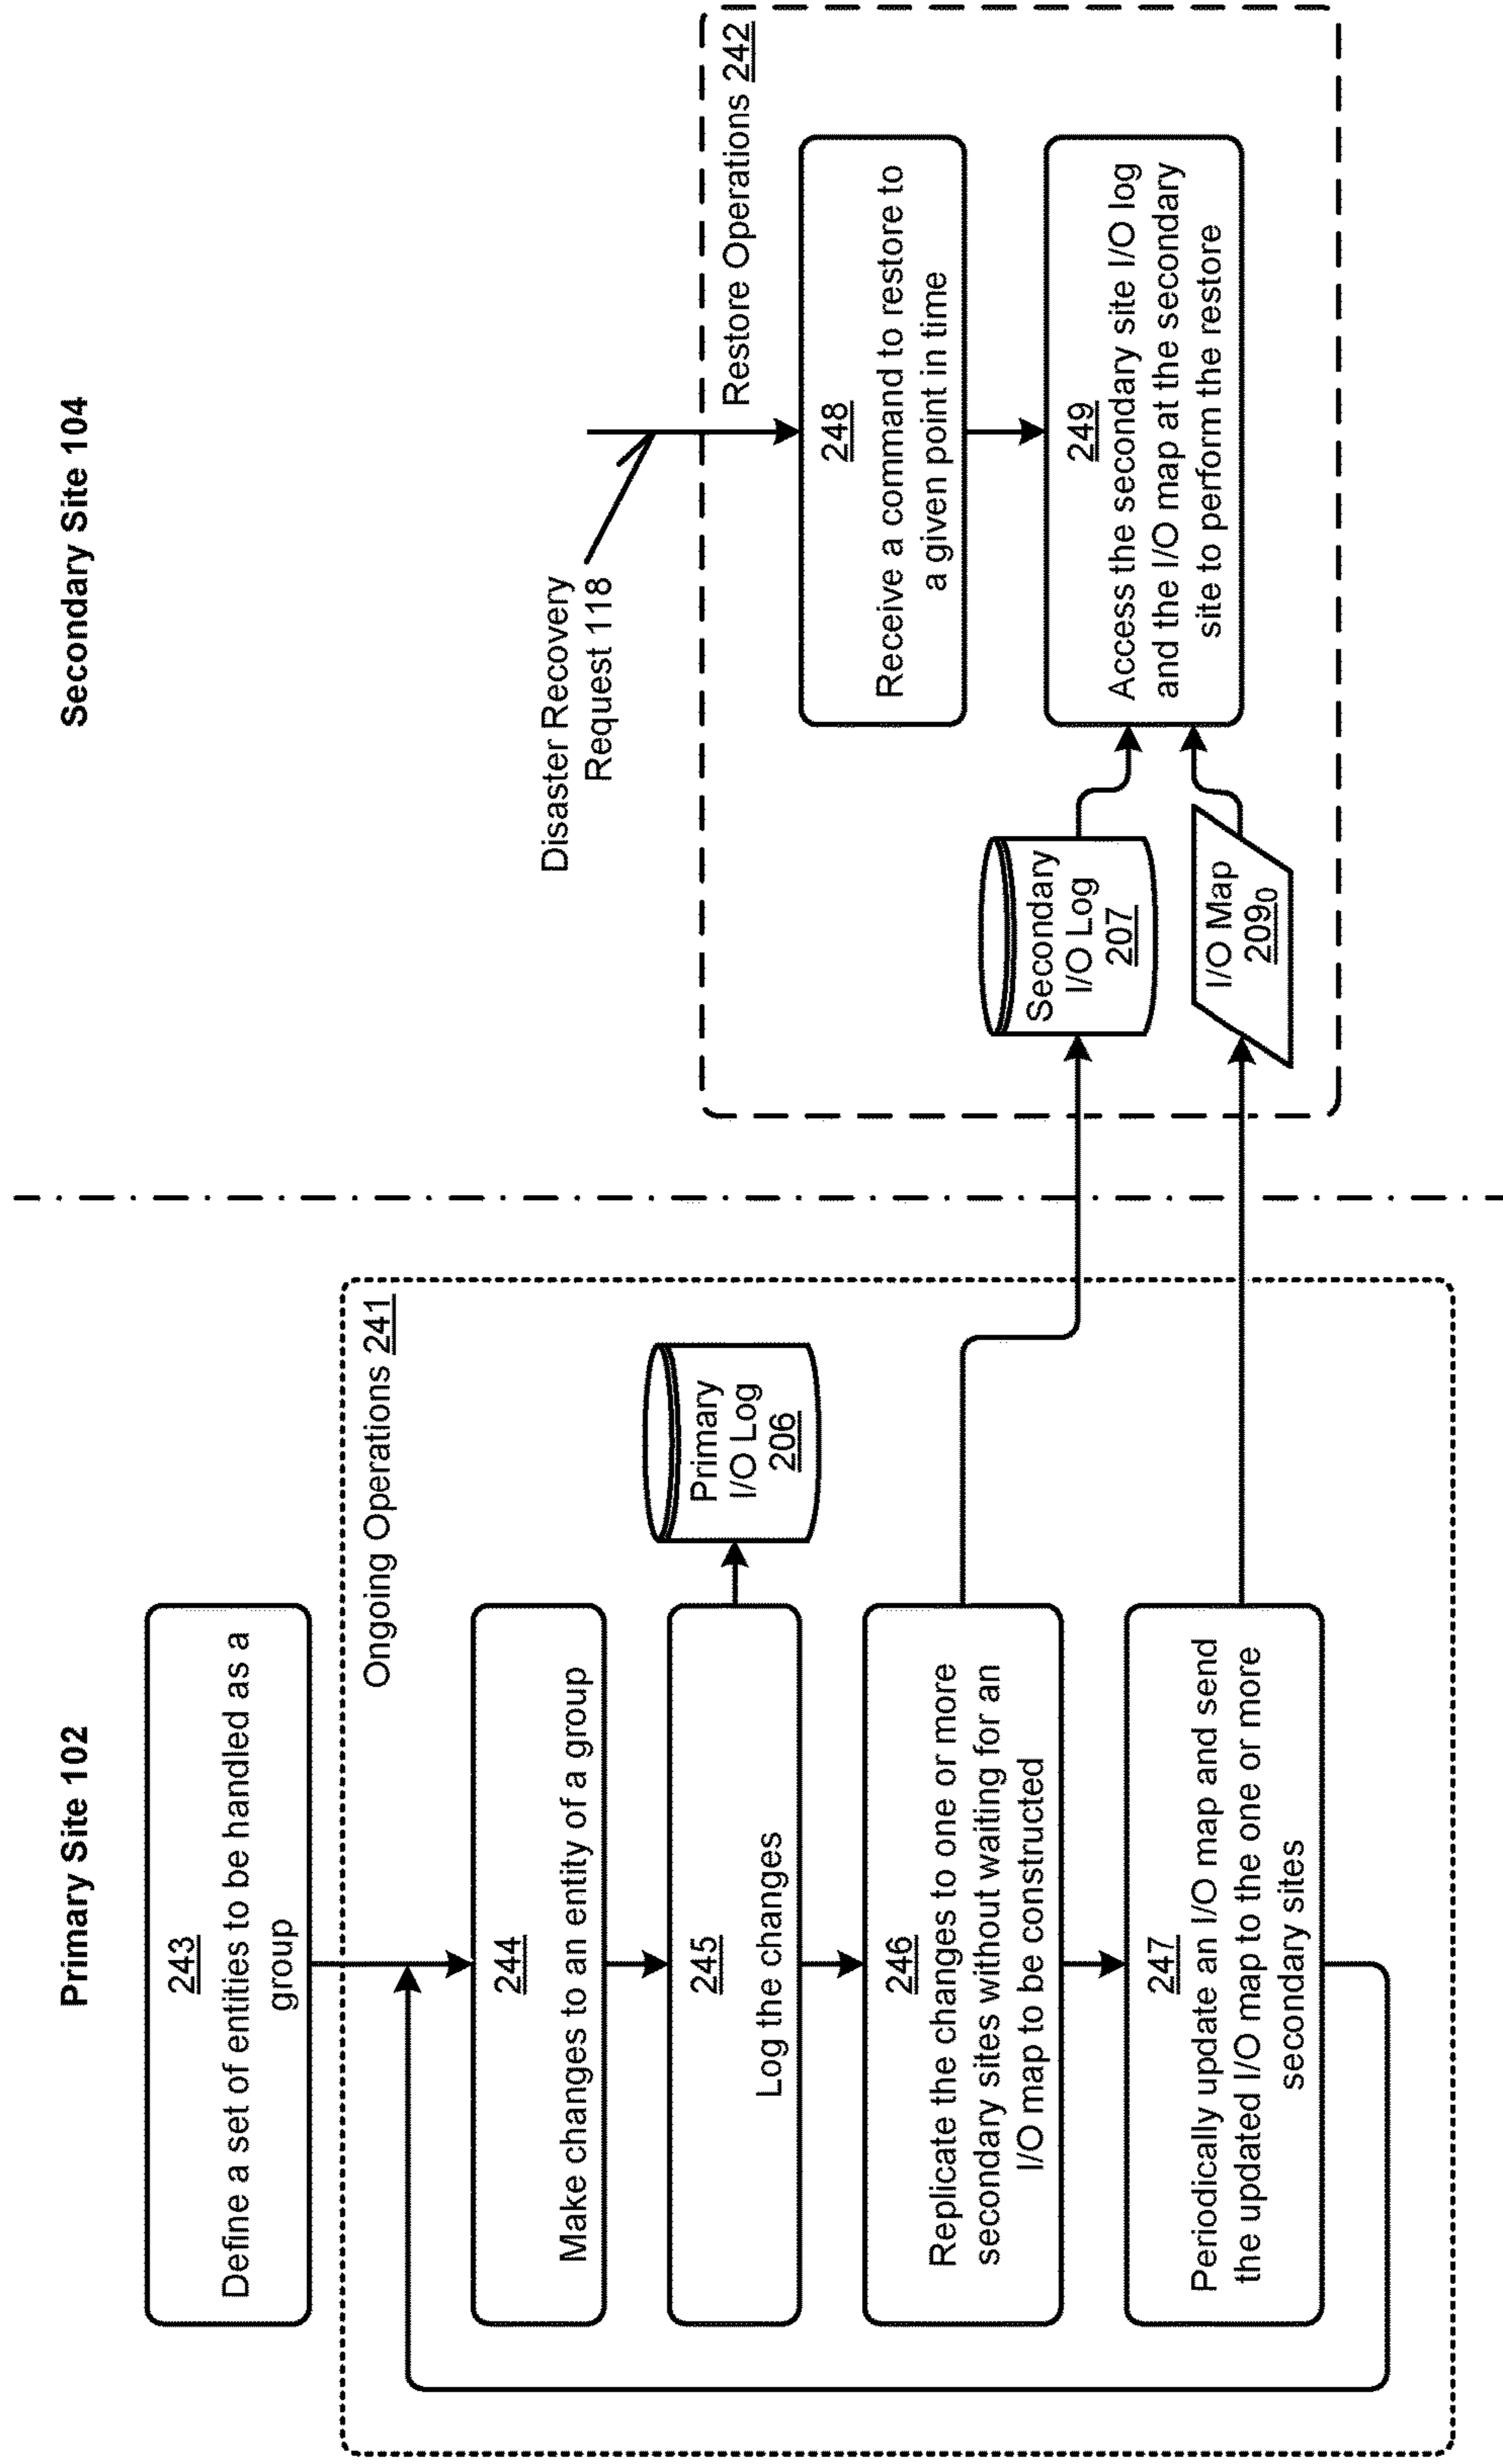 Primary Site 102
243
Define a set of entities to be handled as a
group
Ongoing Operations 241
244
Make changes to an entity of a group
245
Log the changes
Primary
I/O Log
206
246
Replicate the changes to one or more
secondary sites without waiting for an
I/O map to be constructed
247
Periodically update an I/O map and send
the updated I/O map to the one or more
secondary sites
Secondary Site 104
Disaster Recovery
Request 118
Restore Operations 242
248
Receive a command to restore to
a given point in time
Secondary
I/O Log
207
I/O Map
209₀
249
Access the secondary site I/O log
and the I/O map at the secondary
site to perform the restore